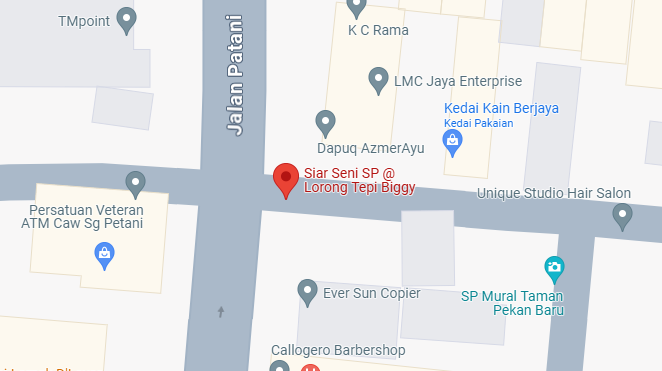 TMpoint
K C Rama
Jalan Patani
LMC Jaya Enterprise
Kedai Kain Berjaya
Kedai Pakaian
Dapuq AzmerAyu
Siar Seni SP @
Lorong Tepi Biggy
Unique Studio Hair Salon
Persatuan Veteran
ATM Caw Sg Petani
SP Mural Taman
Pekan Baru
Ever Sun Copier
Callogero Barbershop